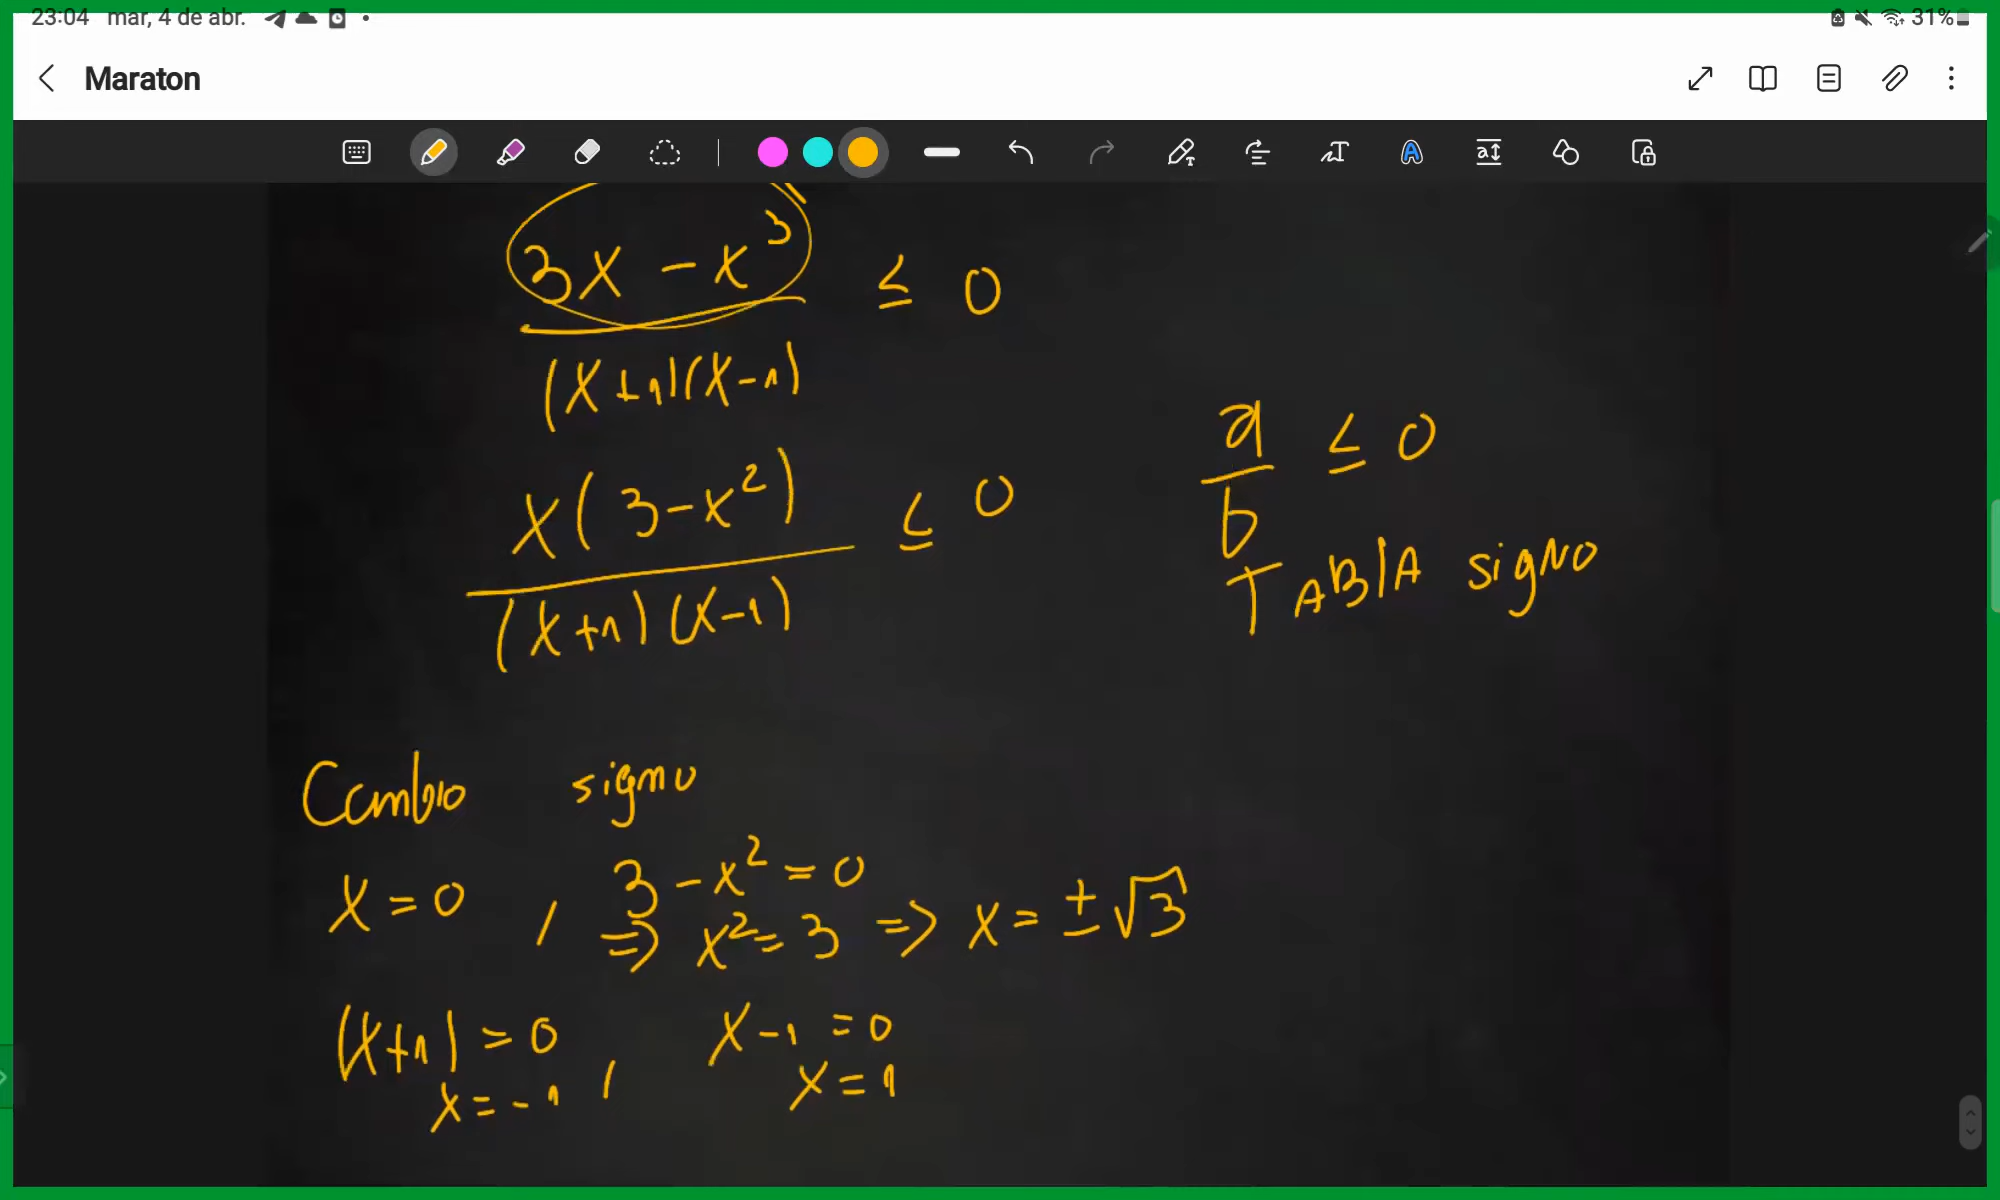 23:04 mar, 4 de abr. 31%
Maraton
3x - x³ ≤ 0
(x+1)(x-1)
x(3-x²) ≤ 0
(x+1)(x-1)
a ≤ 0
b
TABlA signo
Cambio signo
x = 0 , 3 - x² = 0
=> x² = 3 => x = ± √3
(x+1) = 0 x - 1 = 0
x = -1 , x = 1